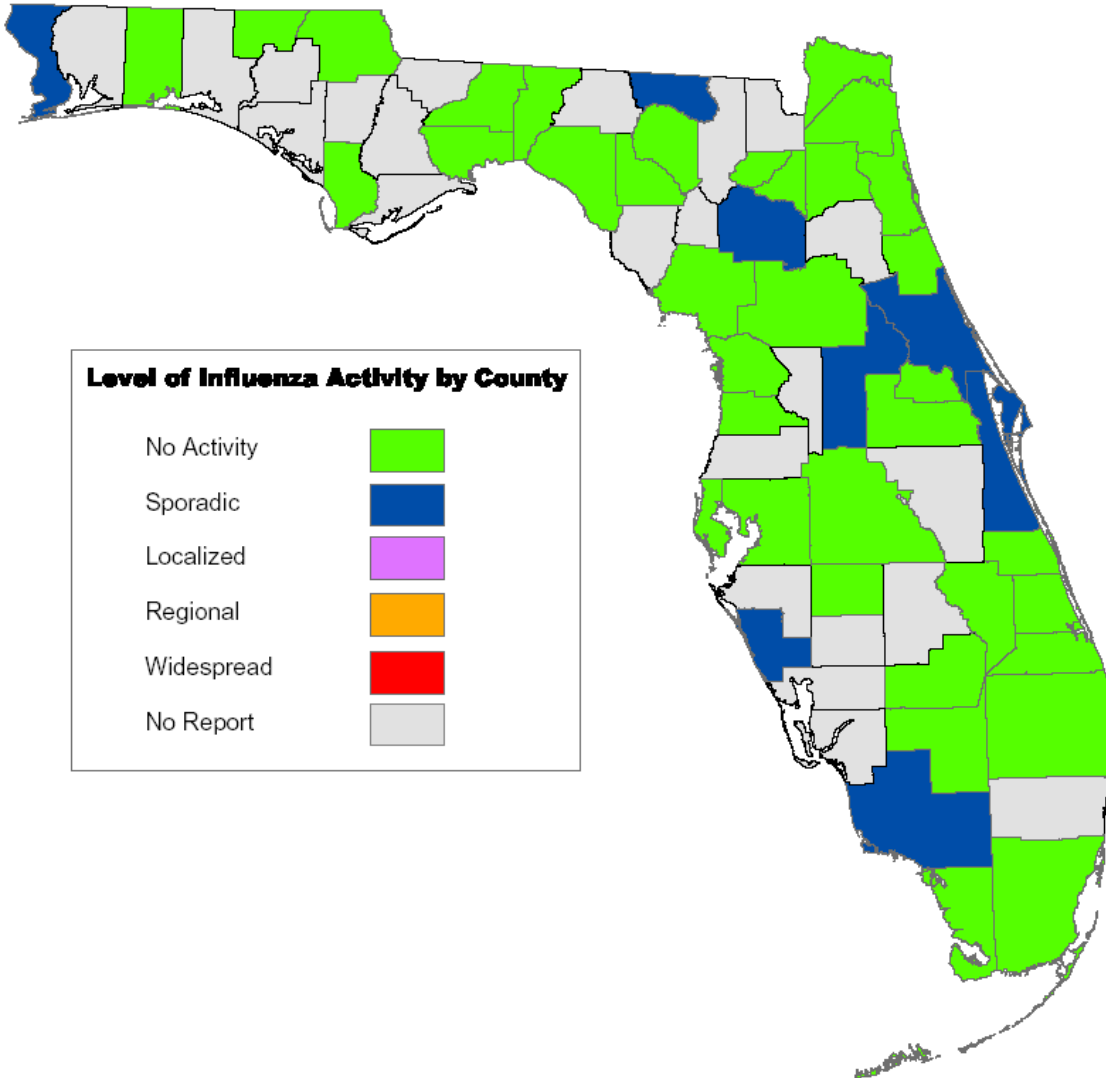 Level of Influenza Activity by County
No Activity
Sporadic
Localized
Regional
Widespread
No Report